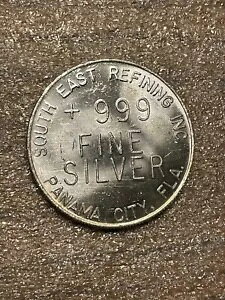 SOUTH EAST REFINING INC.
+ 999
FINE
SILVER
PANAMA CITY, FLA.